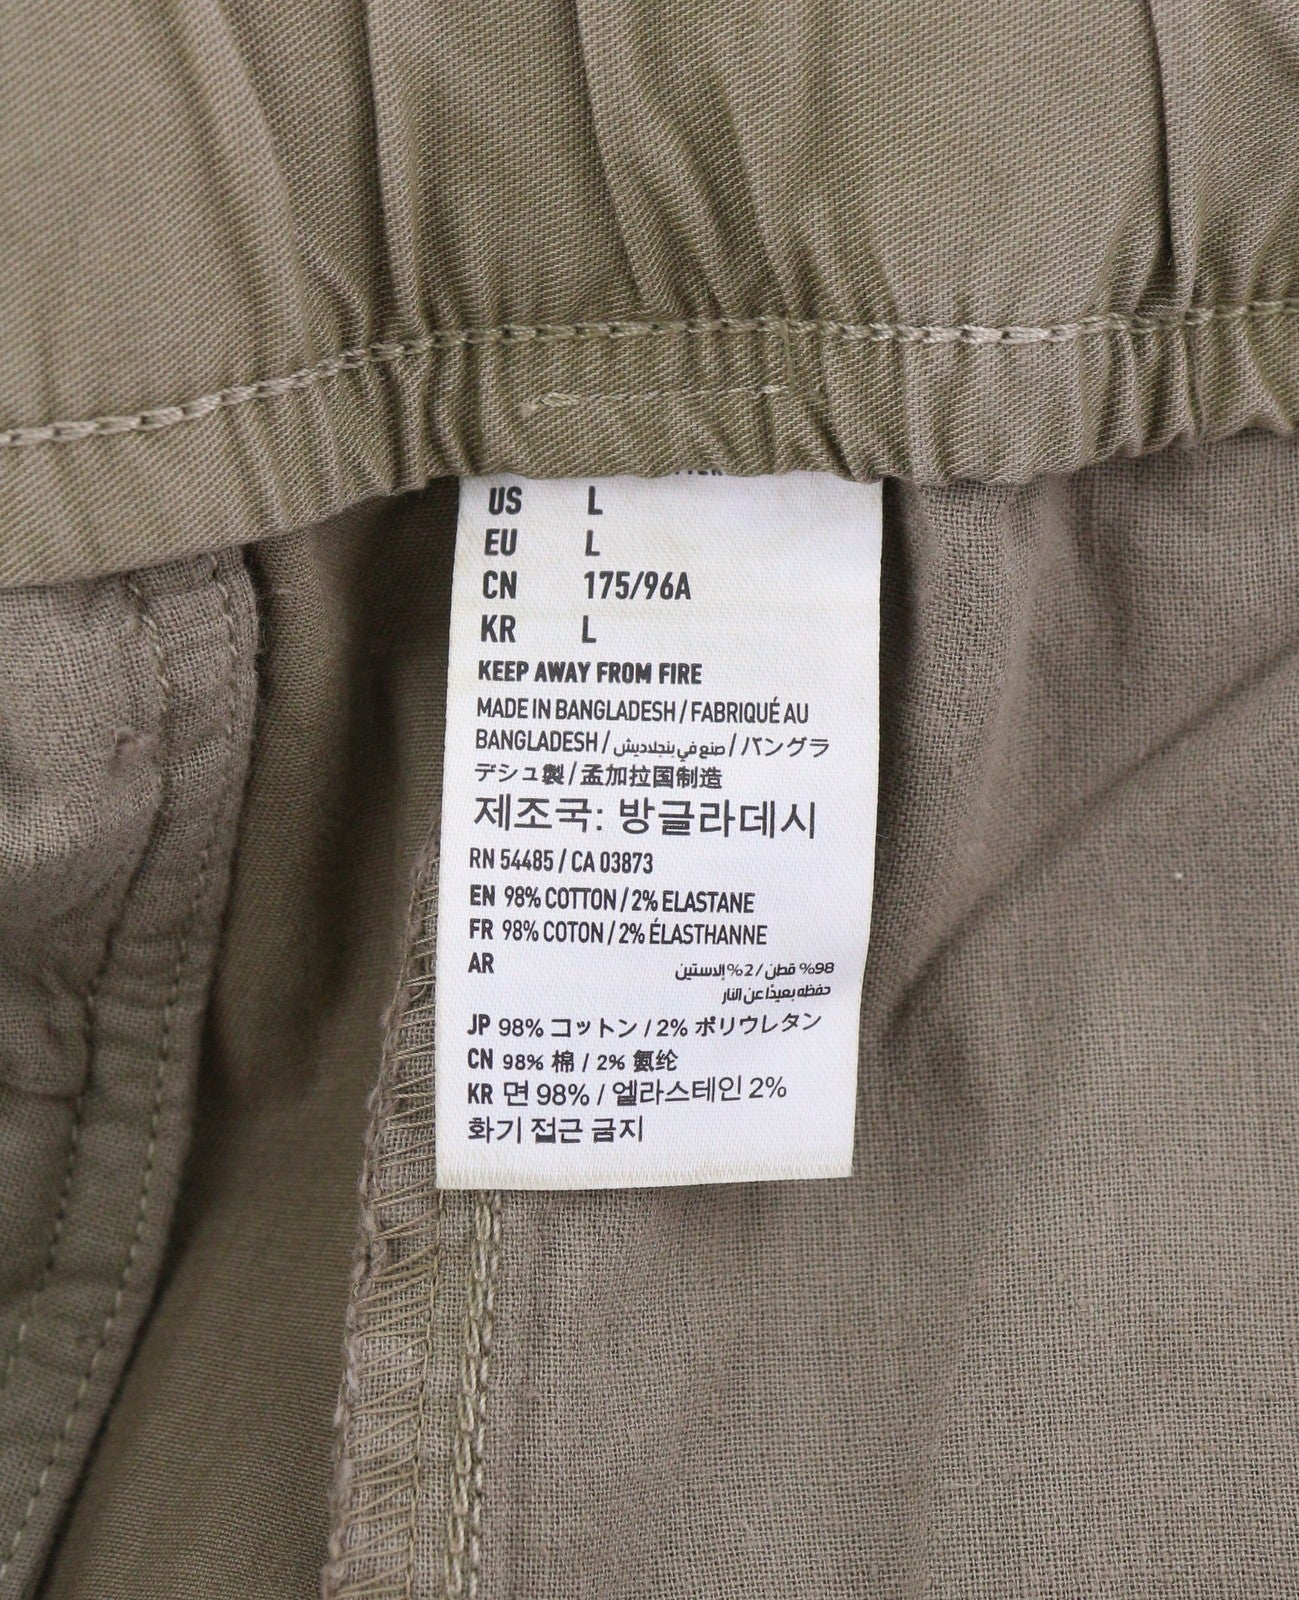 US L
EU L
CN 175/96A
KR L
KEEP AWAY FROM FIRE
MADE IN BANGLADESH / FABRIQUÉ AU
BANGLADESH / صنع في بنجلاديش / バングラ
デシュ製 / 孟加拉国制造
제조국: 방글라데시
RN 54485 / CA 03873
EN 98% COTTON / 2% ELASTANE
FR 98% COTON / 2% ÉLASTHANNE
AR 98% قطن / 2% إلاستين
حفظه بعيدًا عن النار
JP 98% コットン / 2% ポリウレタン
CN 98% 棉 / 2% 氨纶
KR 면 98% / 엘라스테인 2%
화기 접근 금지